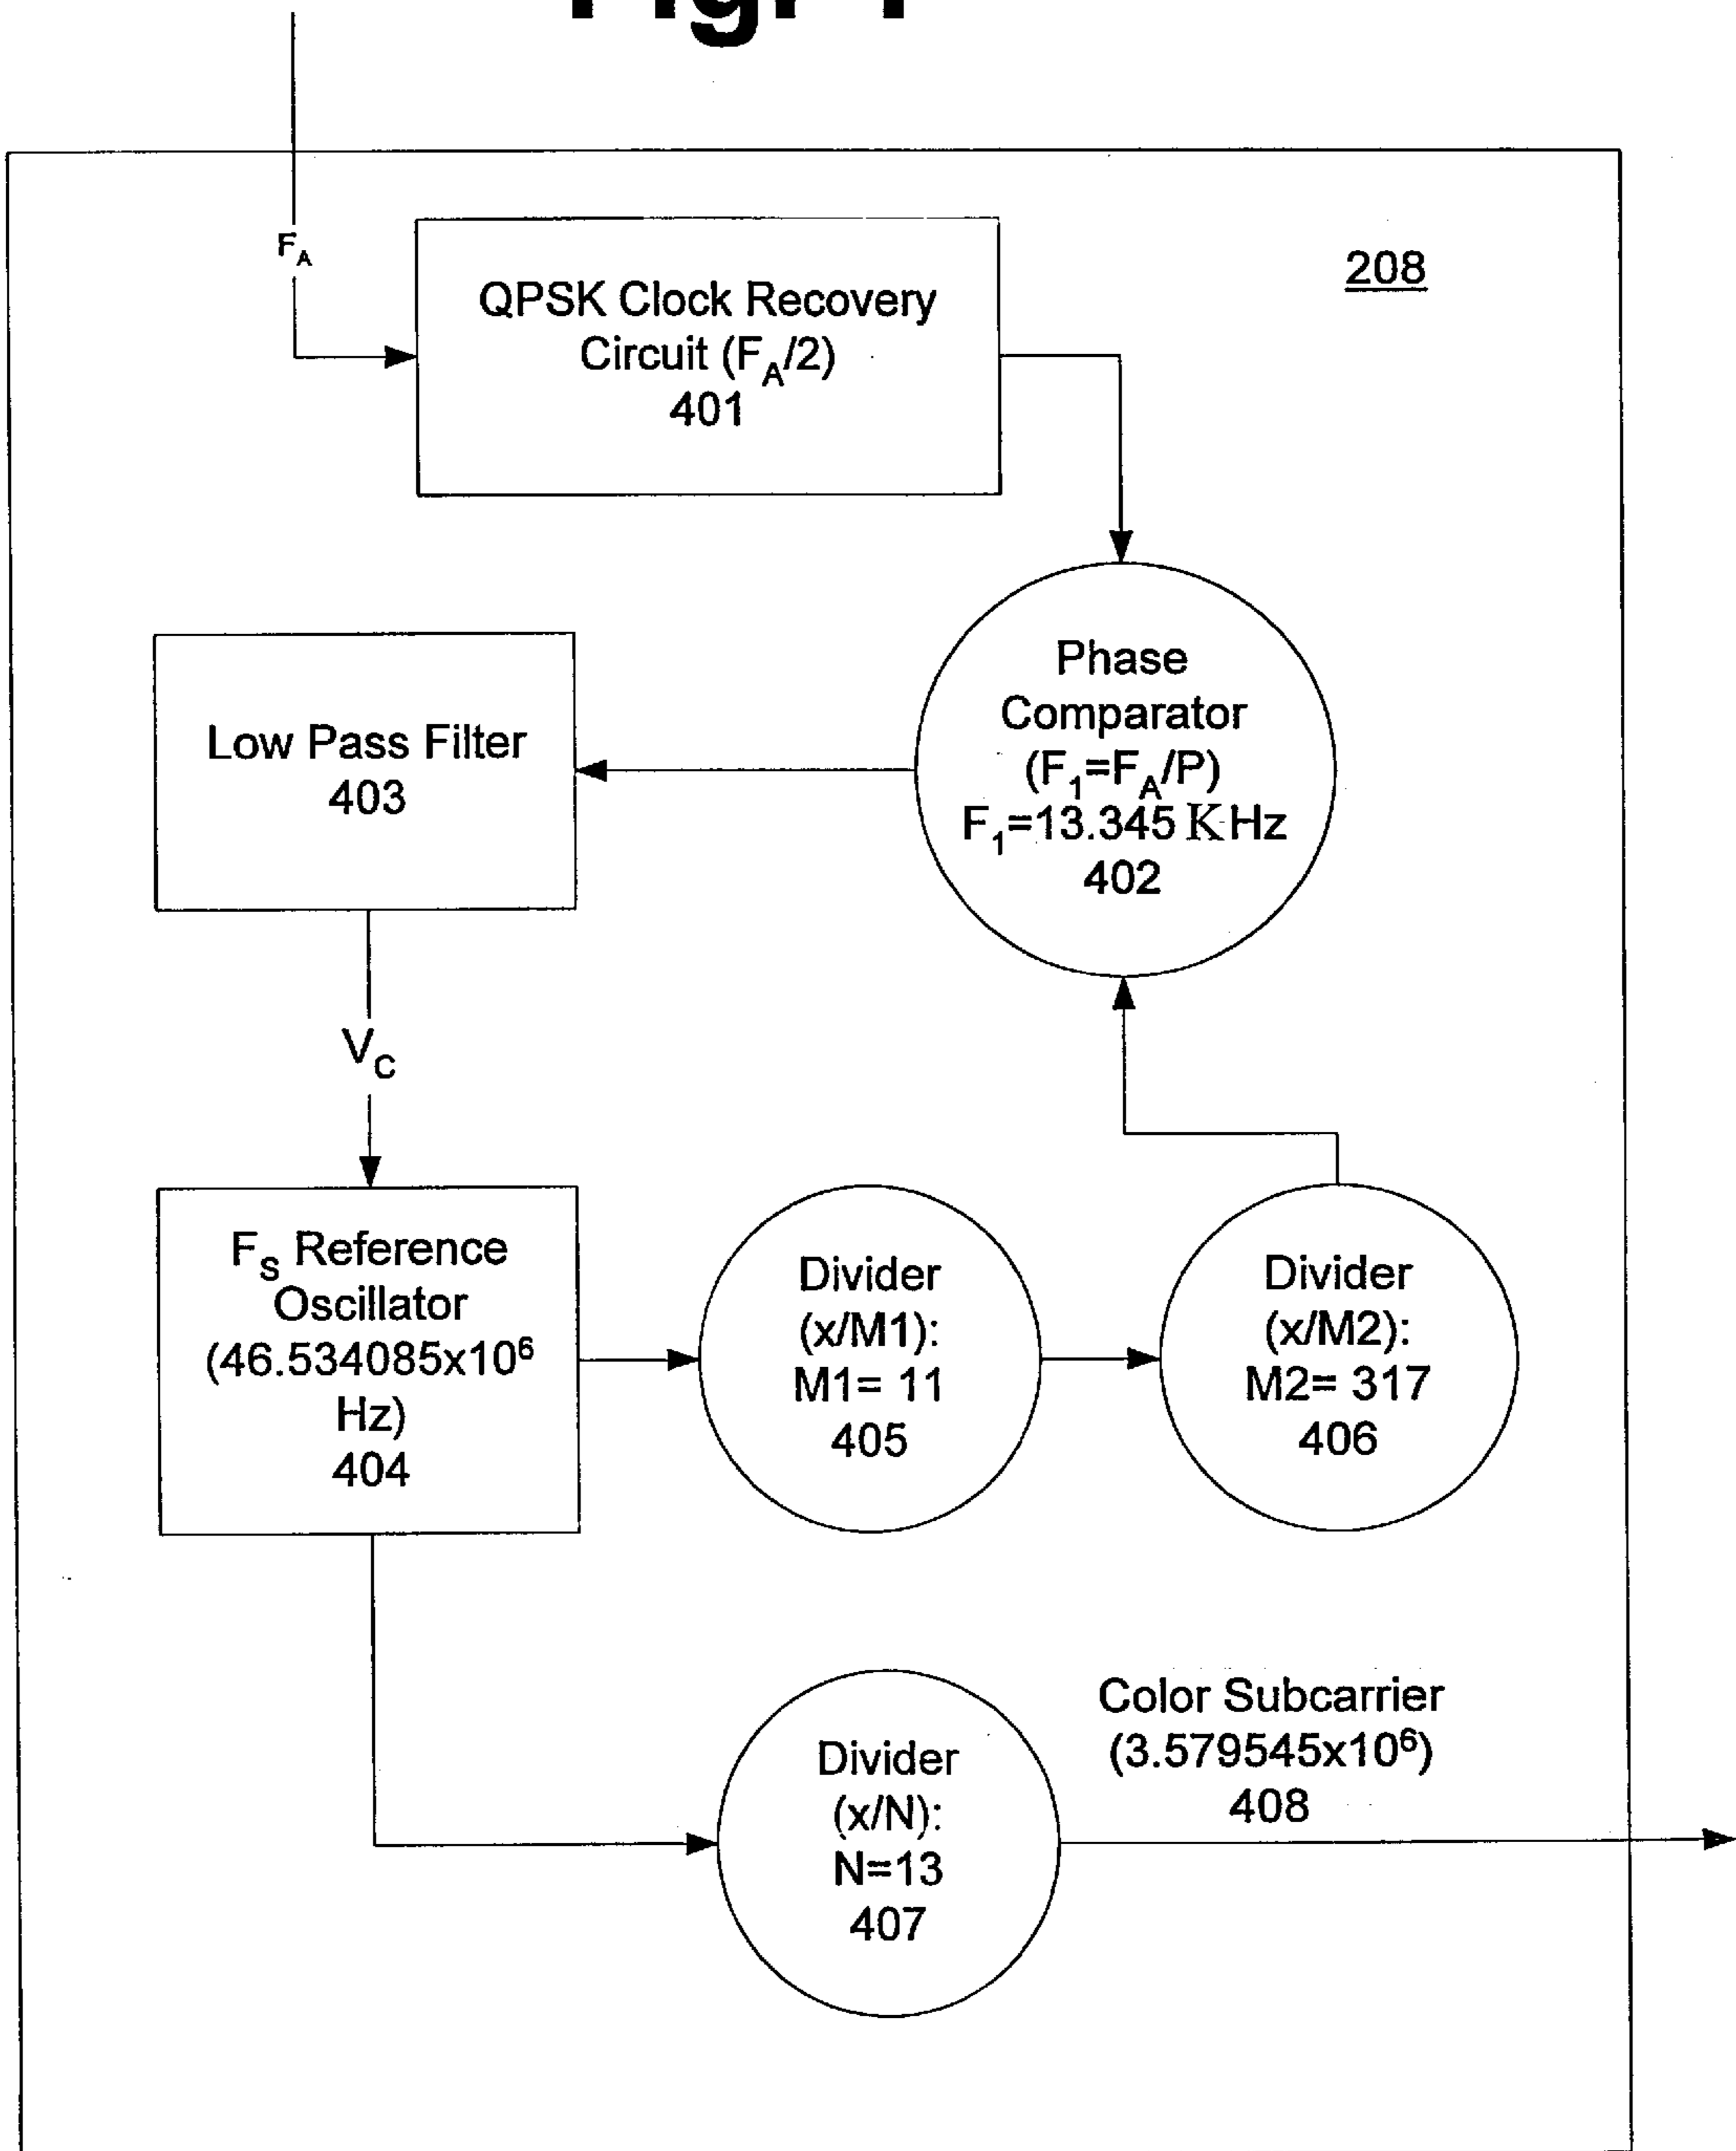 F_A
208
QPSK Clock Recovery
Circuit (F_A/2)
401
Phase
Comparator
(F_1=F_A/P)
F_1=13.345 KHz
402
Low Pass Filter
403
V_C
F_S Reference
Oscillator
(46.534085x10^6
Hz)
404
Divider
(x/M1):
M1= 11
405
Divider
(x/M2):
M2= 317
406
Divider
(x/N):
N=13
407
Color Subcarrier
(3.579545x10^6)
408